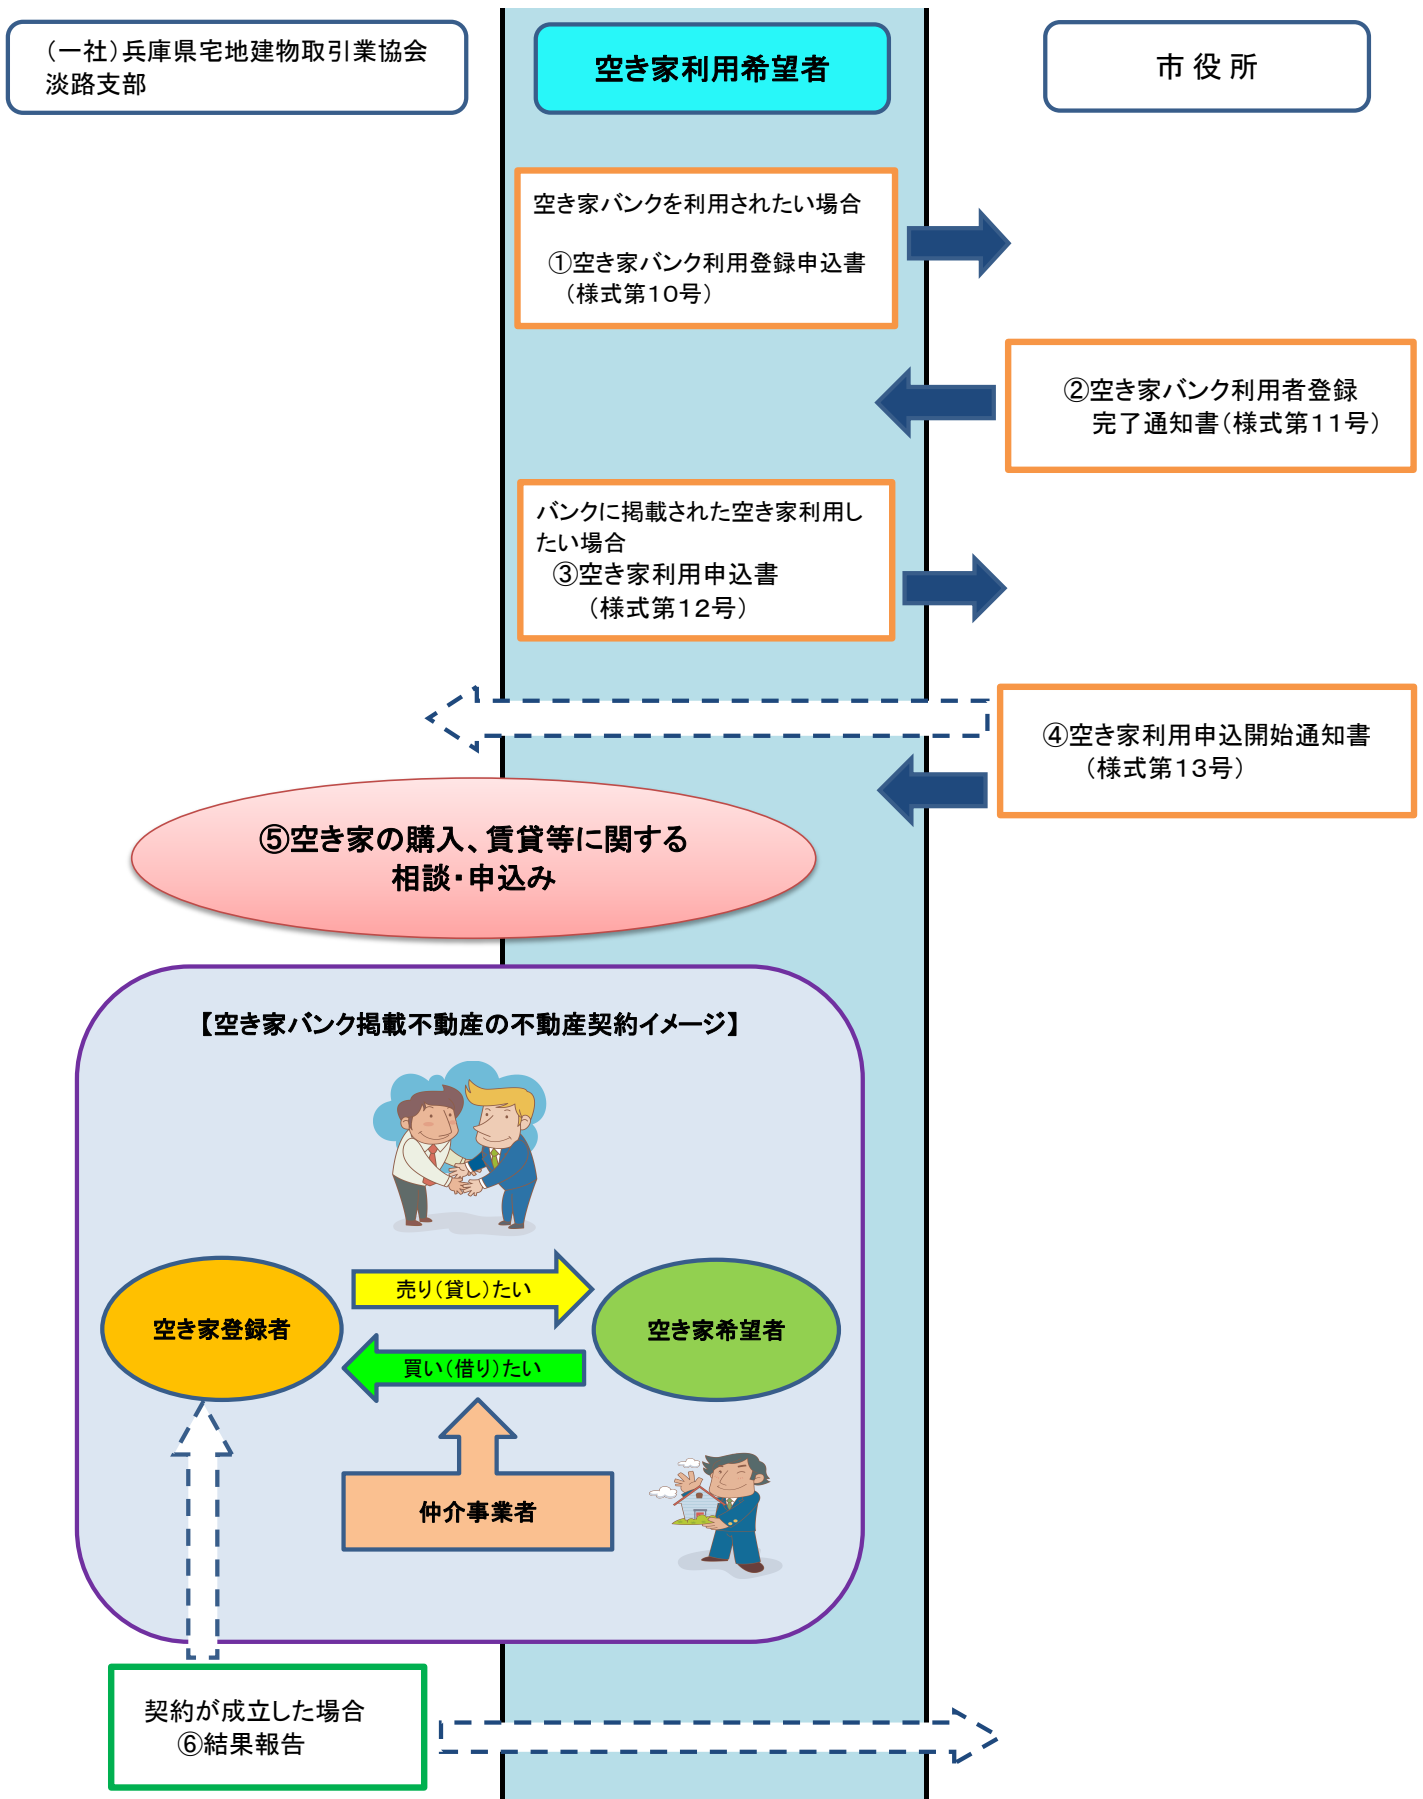 （一社）兵庫県宅地建物取引業協会
淡路支部
空き家利用希望者
市役所
空き家バンクを利用されたい場合
①空き家バンク利用登録申込書
（様式第10号）
②空き家バンク利用者登録
完了通知書（様式第11号）
バンクに掲載された空き家利用し
たい場合
③空き家利用申込書
（様式第12号）
④空き家利用申込開始通知書
（様式第13号）
⑤空き家の購入、賃貸等に関する
相談・申込み
【空き家バンク掲載不動産の不動産契約イメージ】
売り（貸し）たい
空き家登録者
空き家希望者
買い（借り）たい
仲介事業者
契約が成立した場合
⑥結果報告